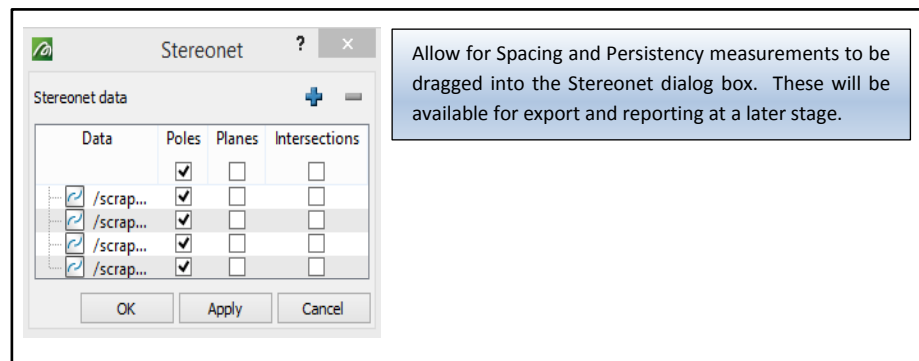 Stereonet ?
Stereonet data
Data Poles Planes Intersections
/scrap...
/scrap...
/scrap...
/scrap...
OK Apply Cancel
Allow for Spacing and Persistency measurements to be
dragged into the Stereonet dialog box. These will be
available for export and reporting at a later stage.